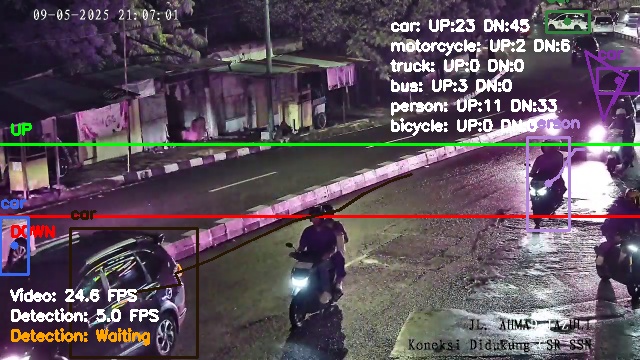 09-05-2025 21:07:01
car: UP:23 DN:45
motorcycle: UP:2 DN:6
truck: UP:0 DN:0
bus: UP:3 DN:0
person: UP:11 DN:33
bicycle: UP:0
UP
car
car
DOWN
Video: 24.6 FPS
Detection: 5.0 FPS
Detection: Waiting
JL. AHMAD
Koneksi Didukung SR SSN